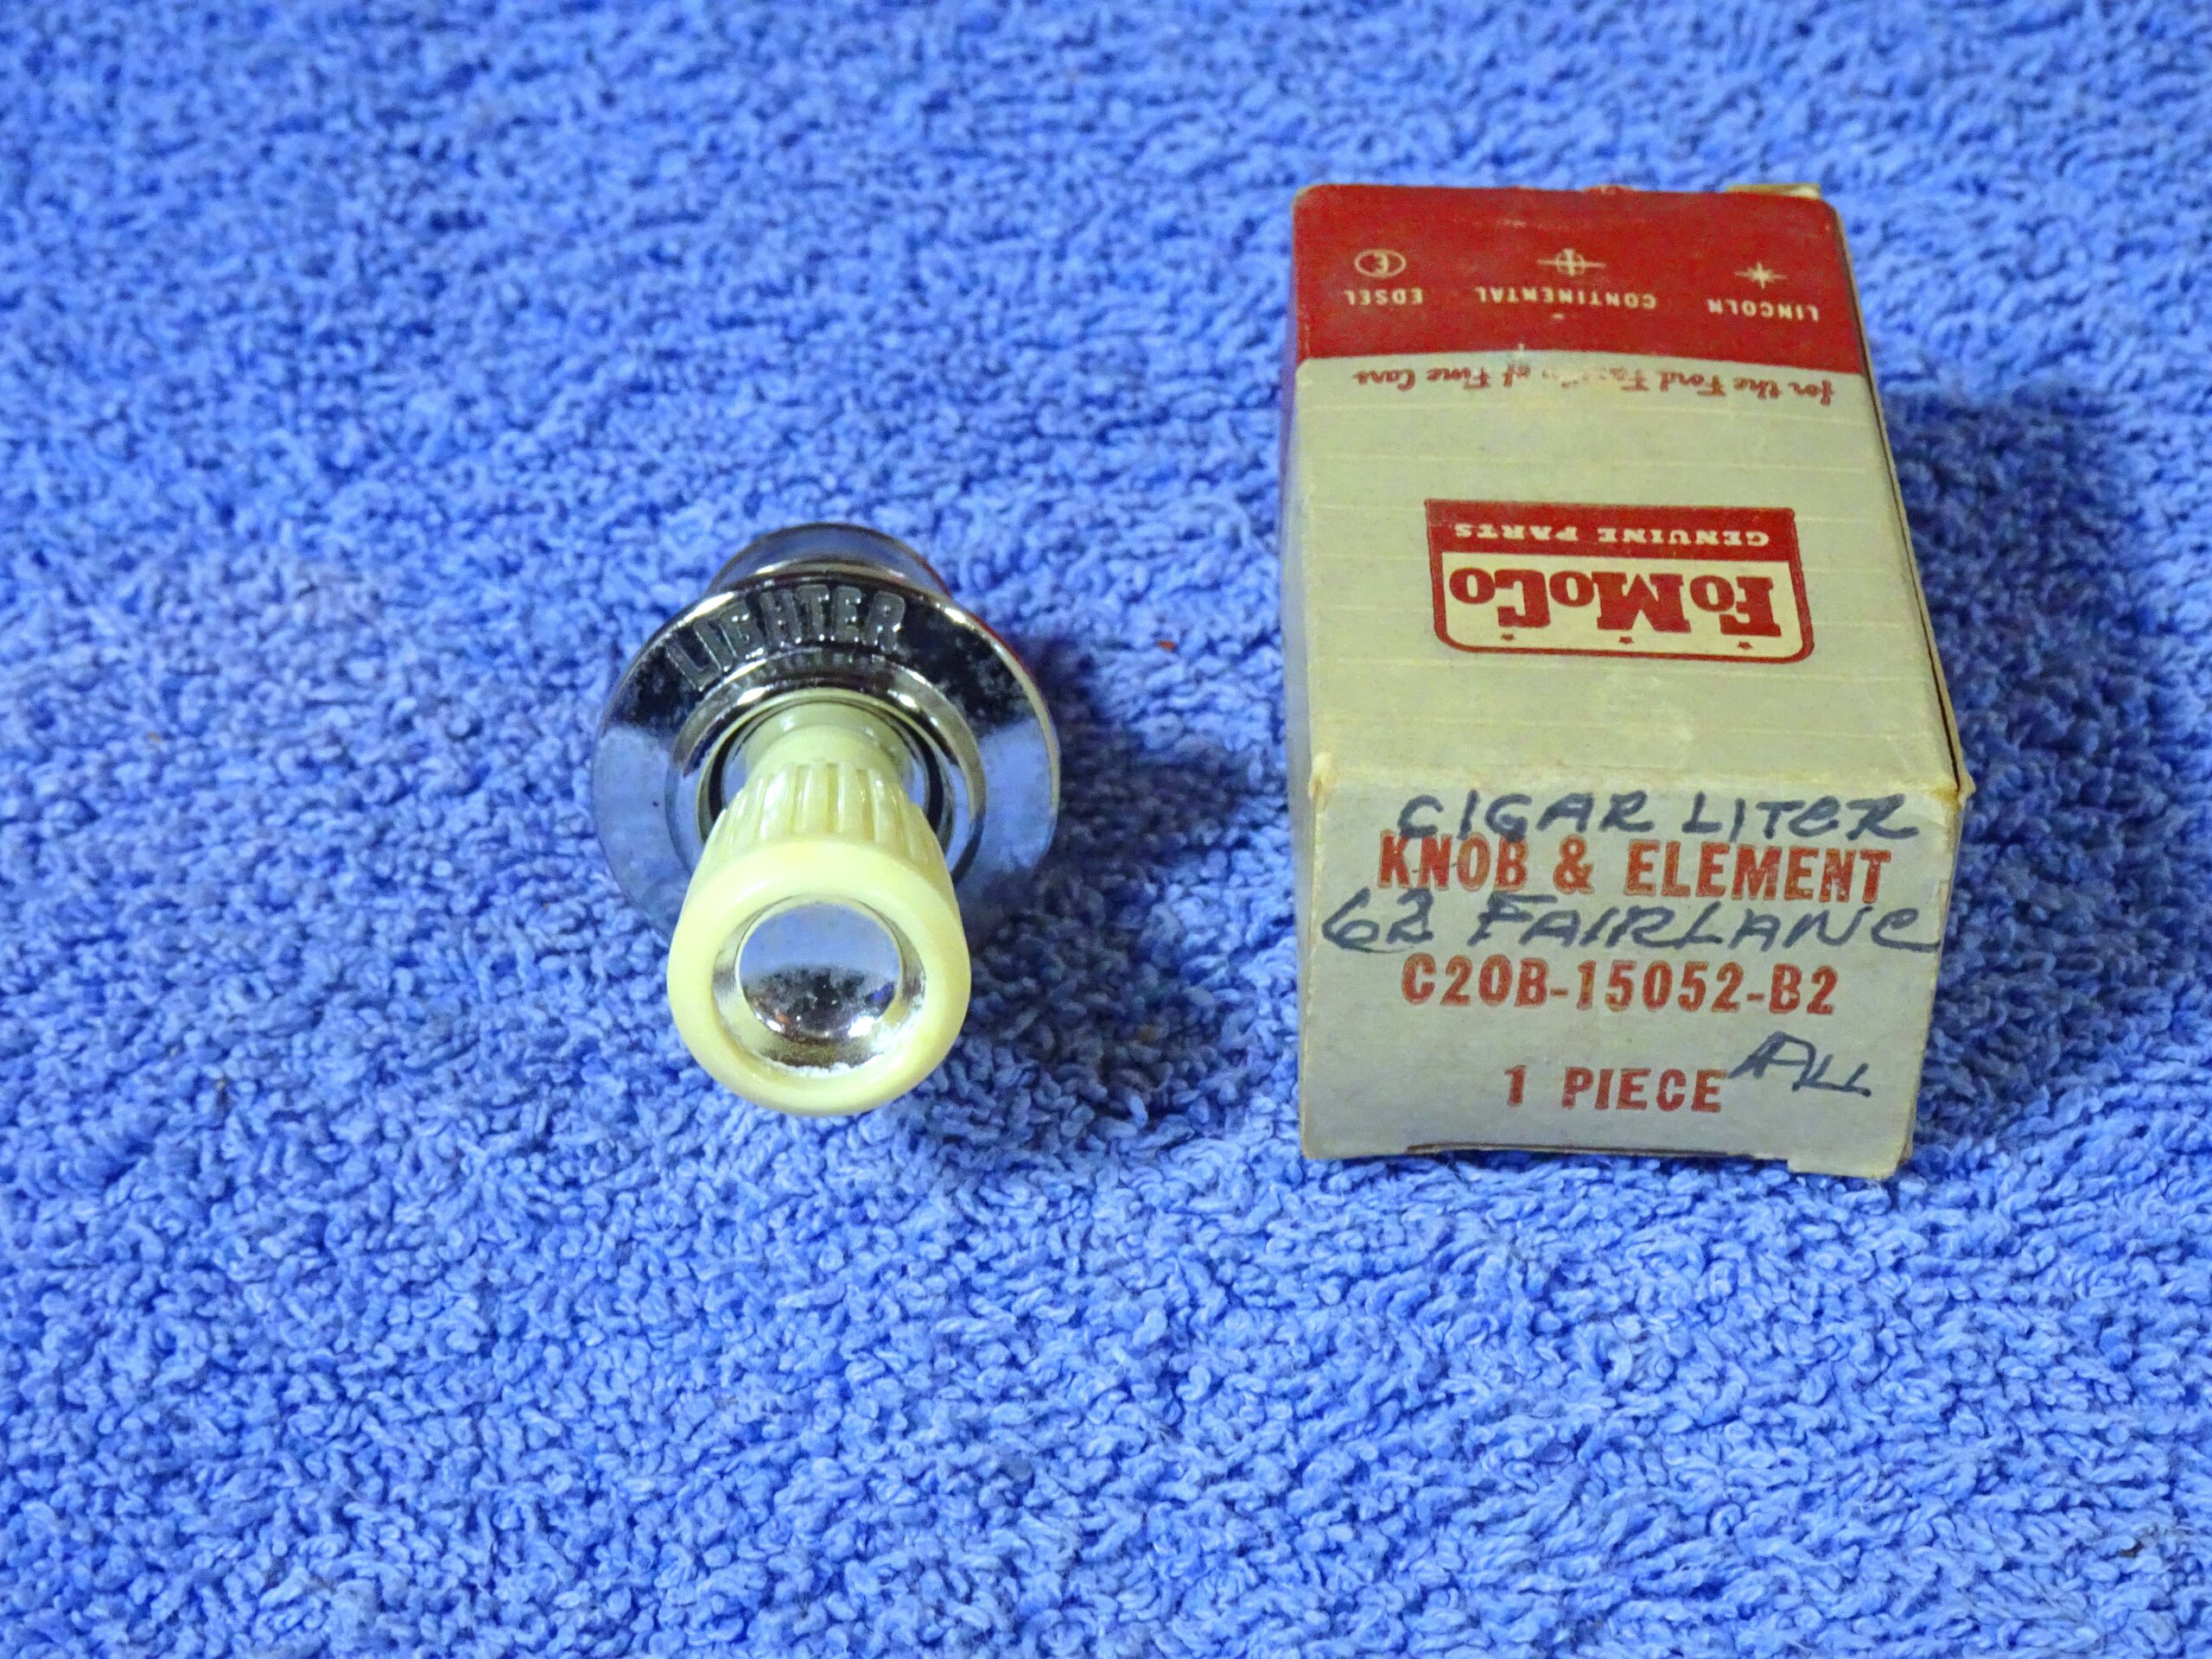 LIGHTER
LINCOLN CONTINENTAL EDSEL
E
for the Ford Family of Fine Cars
FoMoCo
GENUINE PARTS
CIGAR LITER
KNOB & ELEMENT
62 FAIRLANE
C2OB-15052-B2
ALL
1 PIECE